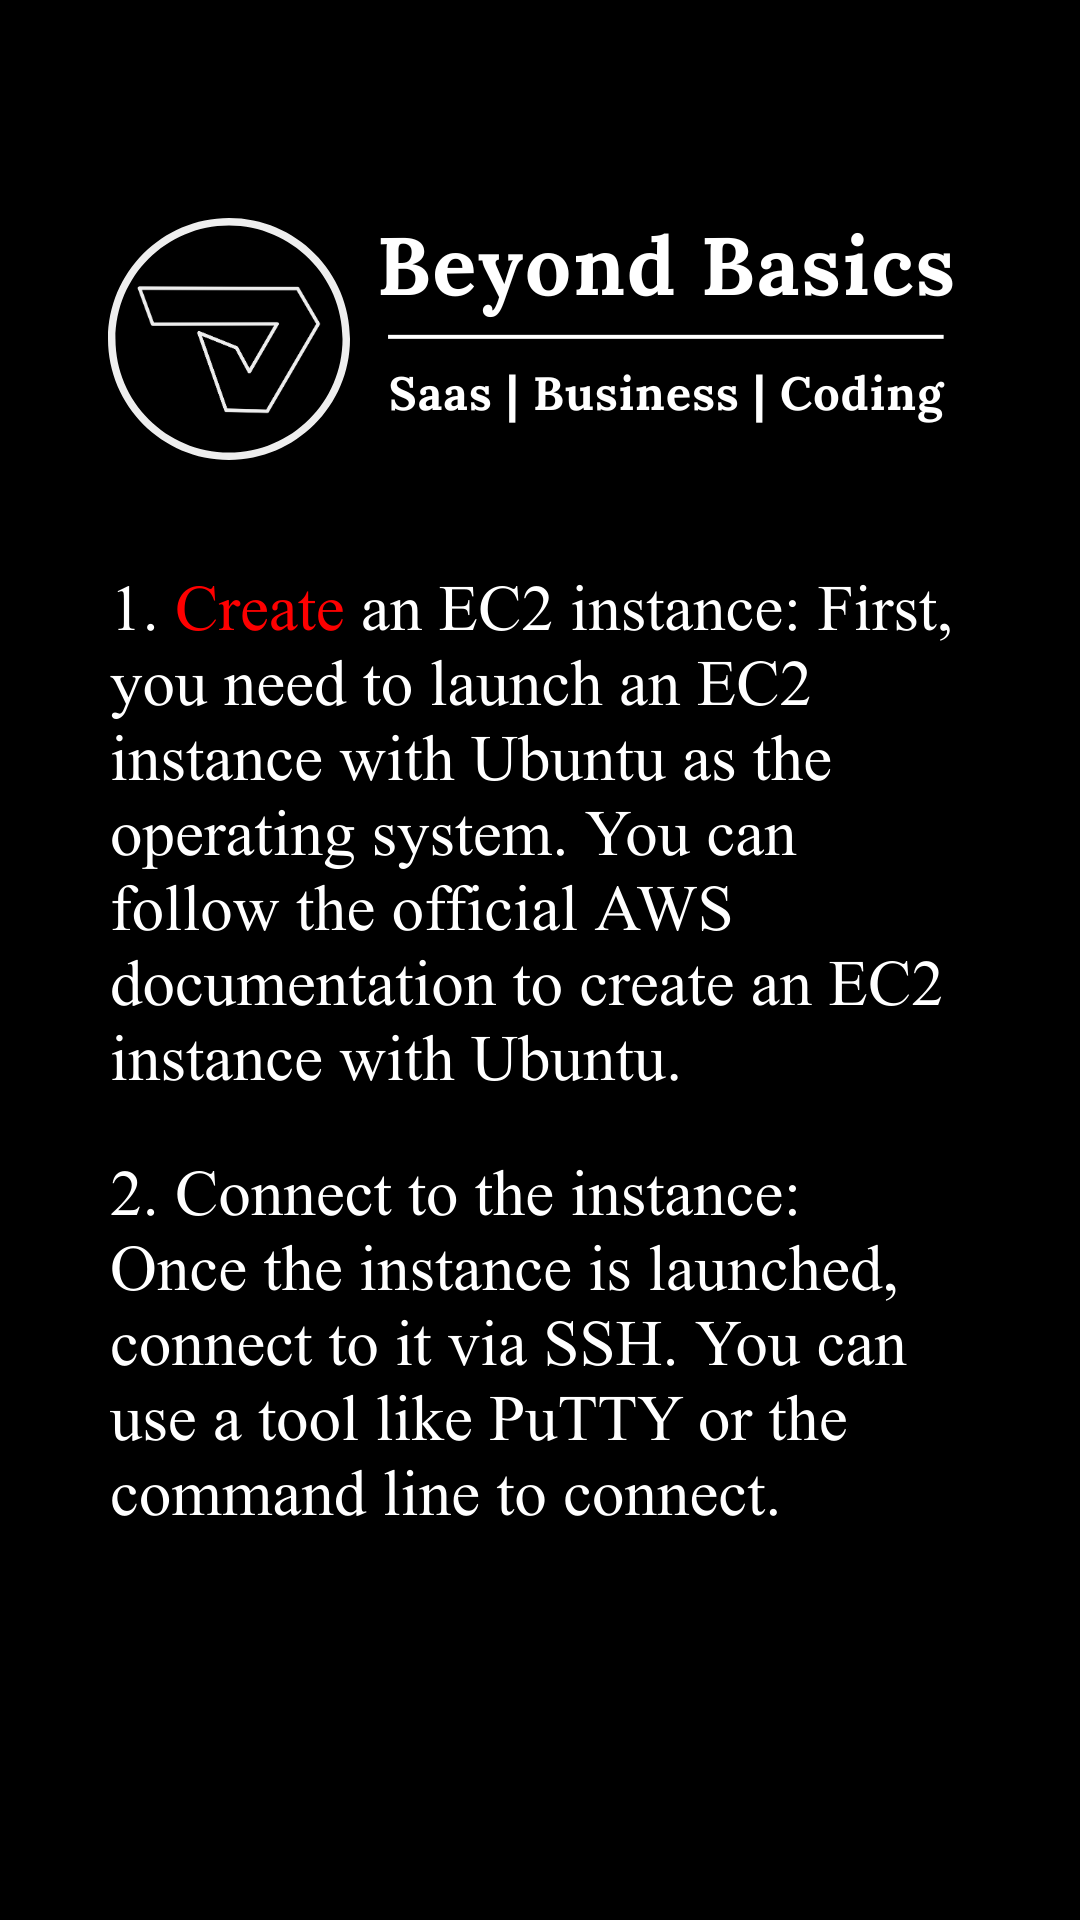 Beyond Basics
Saas | Business | Coding
1. Create an EC2 instance: First,
you need to launch an EC2
instance with Ubuntu as the
operating system. You can
follow the official AWS
documentation to create an EC2
instance with Ubuntu.
2. Connect to the instance:
Once the instance is launched,
connect to it via SSH. You can
use a tool like PuTTY or the
command line to connect.